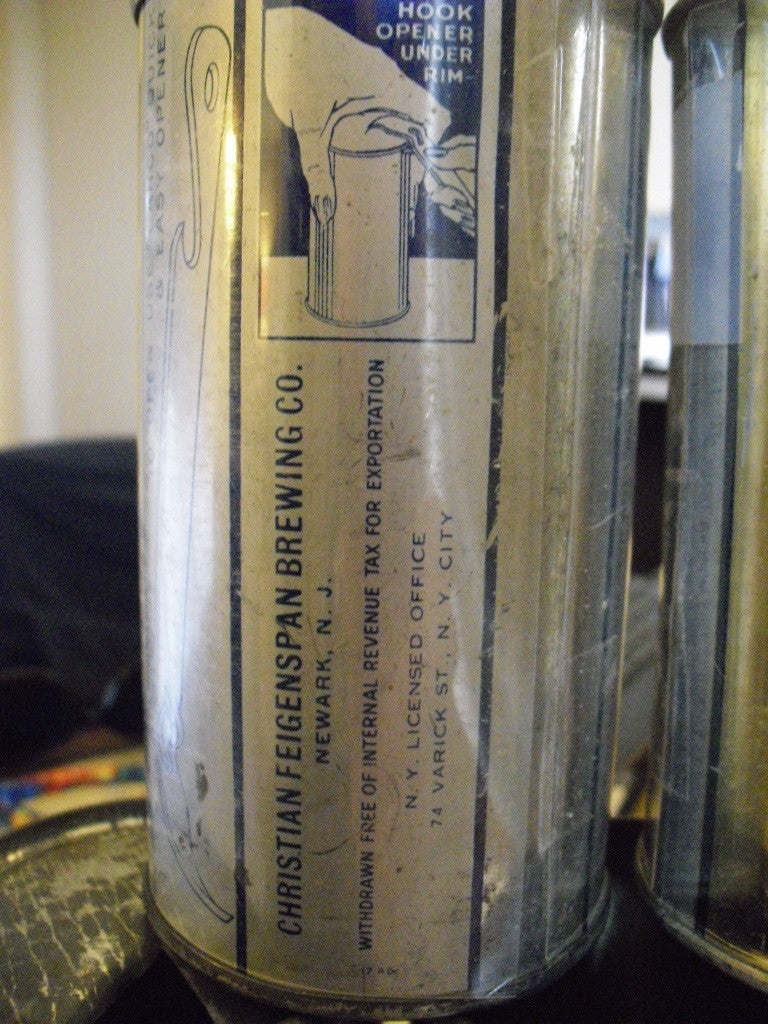 QUICK
& EASY OPENER
HOOK
OPENER
UNDER
RIM-
CHRISTIAN FEIGENSPAN BREWING CO.
NEWARK, N. J.
WITHDRAWN FREE OF INTERNAL REVENUE TAX FOR EXPORTATION
N. Y. LICENSED OFFICE
74 VARICK ST., N. Y. CITY